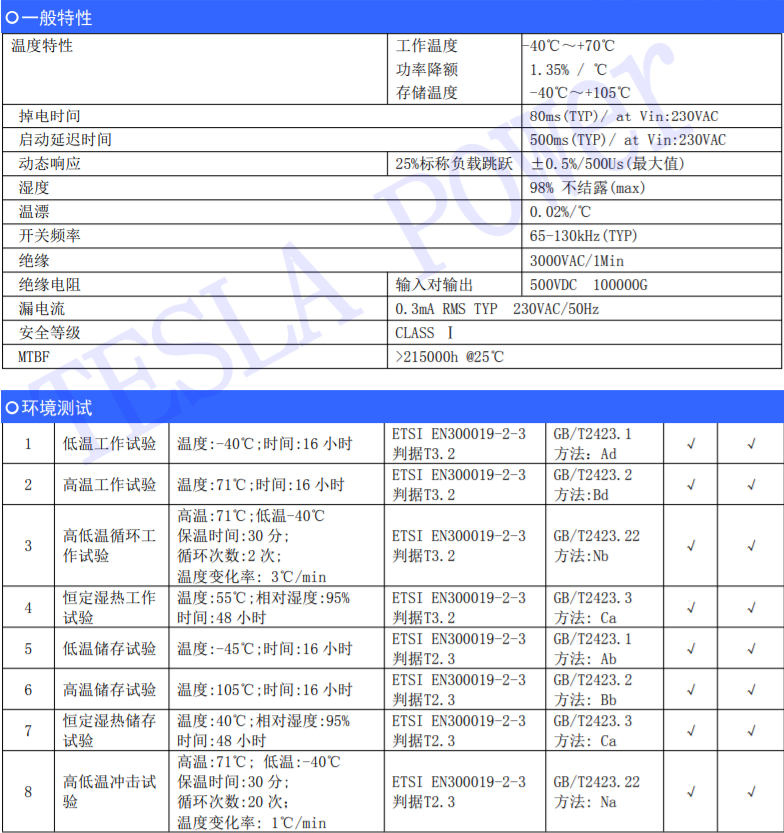 一般特性
温度特性 工作温度 -40℃～+70℃
功率降额 1.35% / ℃
存储温度 -40℃～+105℃
掉电时间 80ms(TYP)/ at Vin:230VAC
启动延迟时间 500ms(TYP)/ at Vin:230VAC
动态响应 25%标称负载跳跃 ±0.5%/500Us(最大值)
湿度 98% 不结露(max)
温漂 0.02%/℃
开关频率 65-130kHz(TYP)
绝缘 3000VAC/1Min
绝缘电阻 输入对输出 500VDC 100000G
漏电流 0.3mA RMS TYP 230VAC/50Hz
安全等级 CLASS Ⅰ
MTBF >215000h @25℃
TESLA Power
环境测试
1 低温工作试验 温度:-40℃;时间:16 小时 ETSI EN300019-2-3 判据T3.2 GB/T2423.1 方法: Ad √ √
2 高温工作试验 温度:71℃;时间:16 小时 ETSI EN300019-2-3 判据T3.2 GB/T2423.2 方法:Bd √ √
3 高低温循环工作试验 高温:71℃;低温-40℃ 保温时间:30 分; 循环次数:2 次; 温度变化率: 3℃/min ETSI EN300019-2-3 判据T3.2 GB/T2423.22 方法:Nb √ √
4 恒定湿热工作试验 温度:55℃;相对湿度:95% 时间:48 小时 ETSI EN300019-2-3 判据T3.2 GB/T2423.3 方法: Ca √ √
5 低温储存试验 温度:-45℃;时间:16 小时 ETSI EN300019-2-3 判据T2.3 GB/T2423.1 方法: Ab √ √
6 高温储存试验 温度:105℃;时间:16 小时 ETSI EN300019-2-3 判据T2.3 GB/T2423.2 方法: Bb √ √
7 恒定湿热储存试验 温度:40℃;相对湿度:95% 时间:48 小时 ETSI EN300019-2-3 判据T2.3 GB/T2423.3 方法: Ca √ √
8 高低温冲击试验 高温:71℃; 低温:-40℃ 保温时间:30 分; 循环次数:20 次; 温度变化率: 1℃/min ETSI EN300019-2-3 判据T2.3 GB/T2423.22 方法: Na √ √